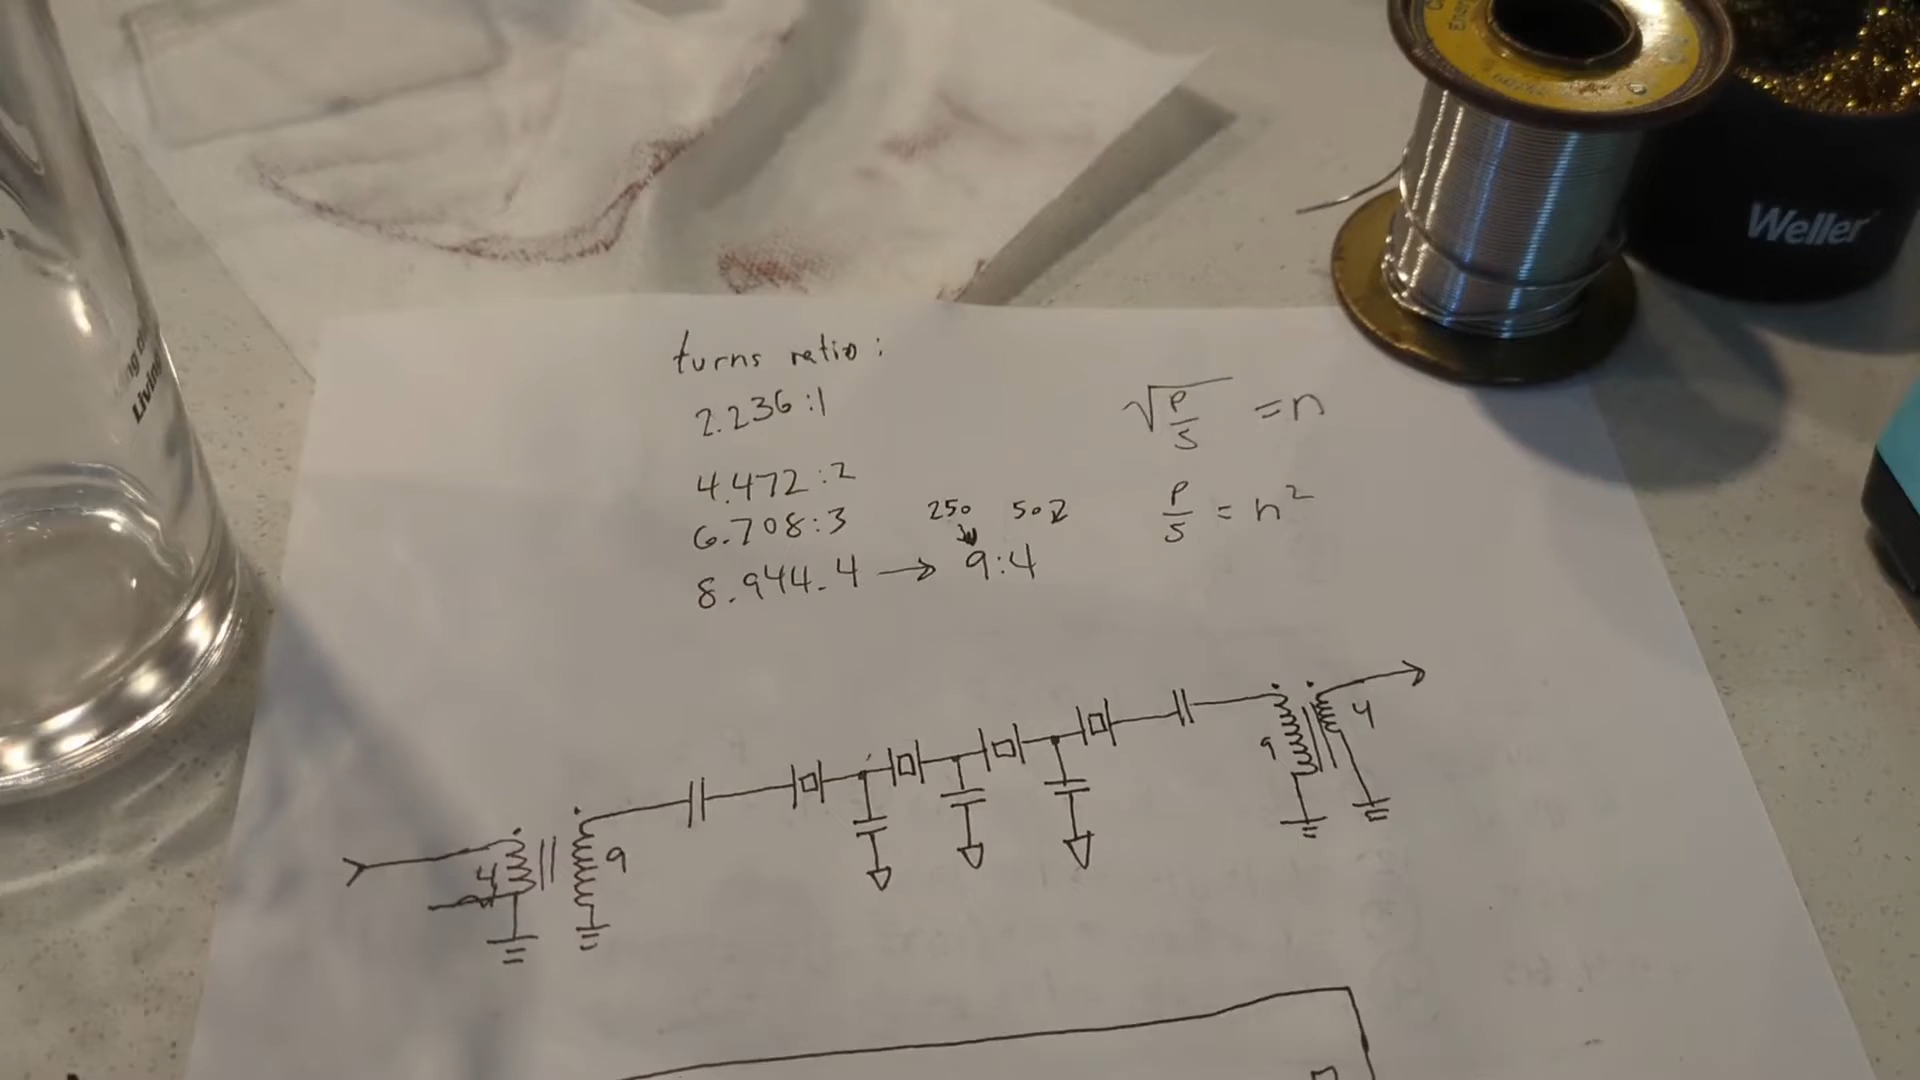 turns ratio:
2.236:1
4.472:2
6.708:3
8.944.4 → 9:4
250 50Ω
√P/S = n
P/S = n²
4
9
9
4
Weller
Living